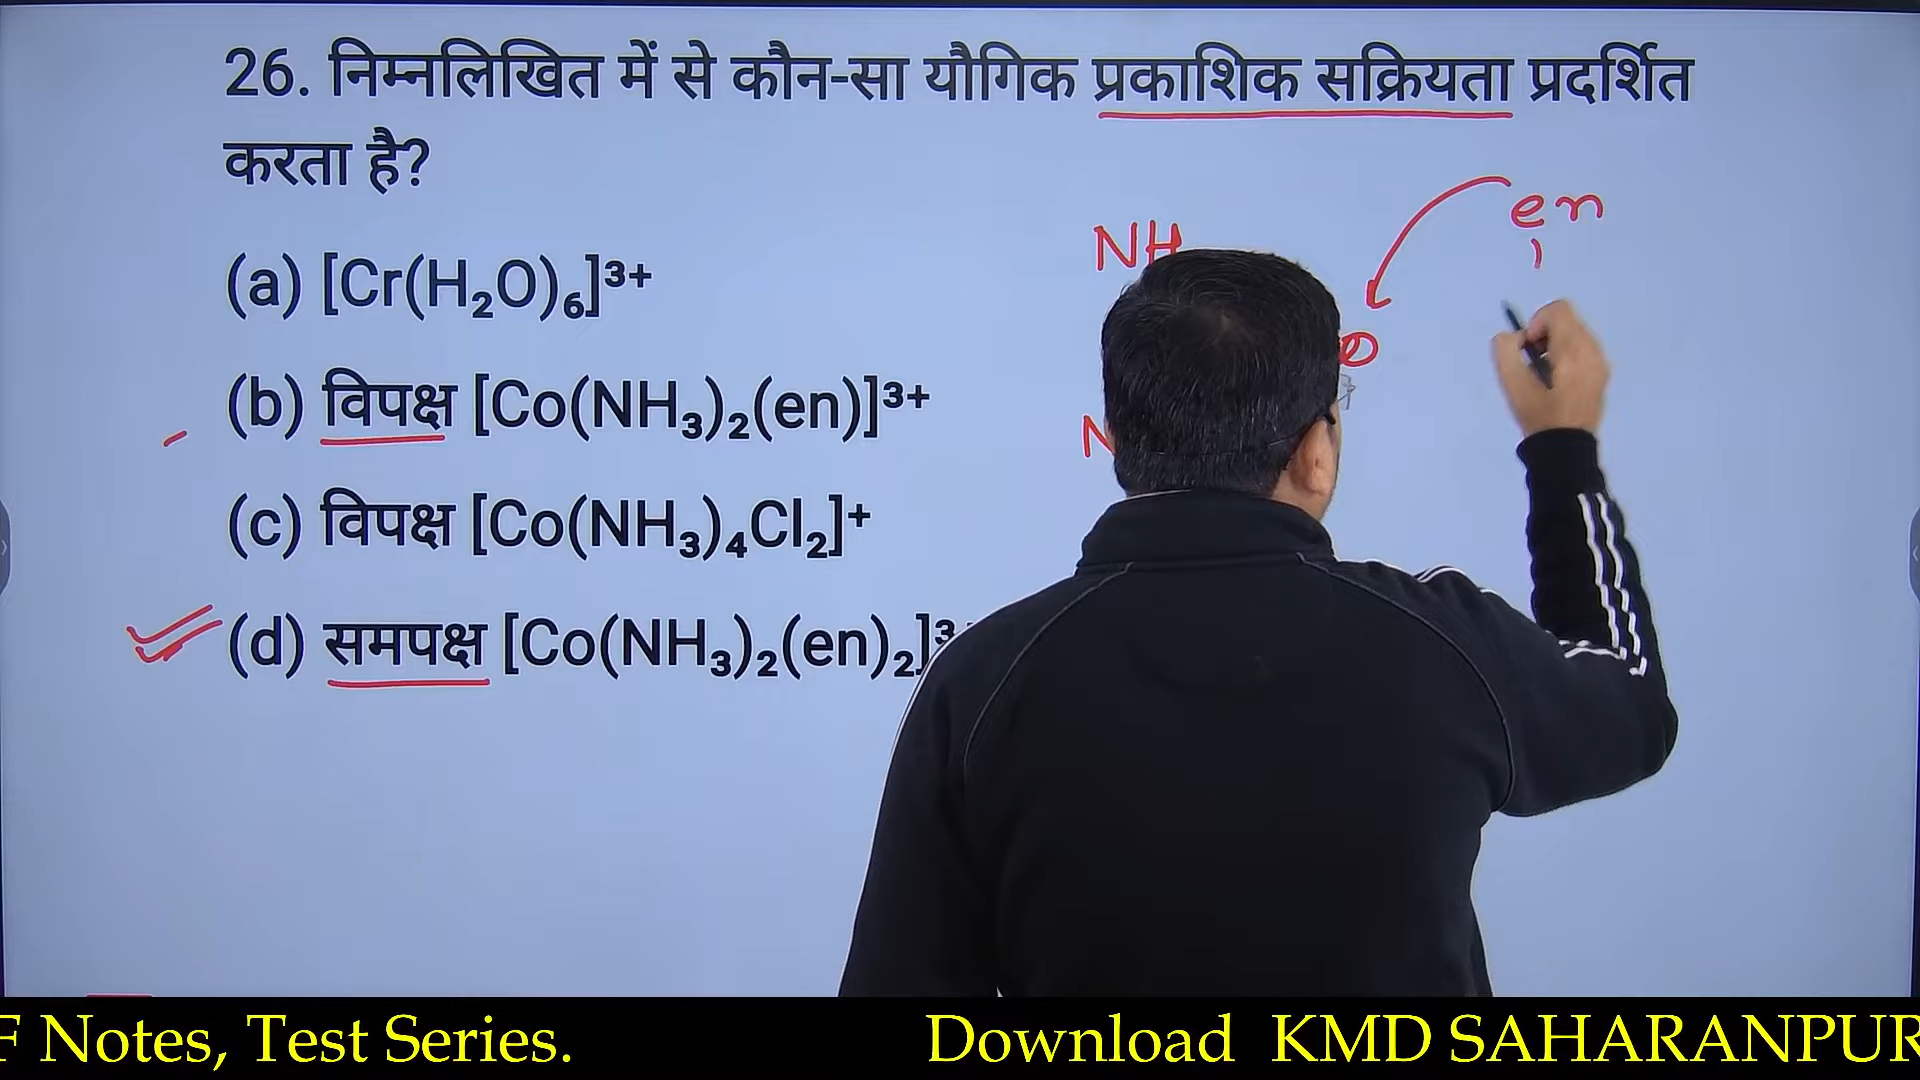 26. निम्नलिखित में से कौन-सा यौगिक प्रकाशिक सक्रियता प्रदर्शित
करता है?
(a) [Cr(H₂O)₆]³⁺
(b) विपक्ष [Co(NH₃)₂(en)]³⁺
(c) विपक्ष [Co(NH₃)₄Cl₂]⁺
(d) समपक्ष [Co(NH₃)₂(en)₂]³
NH
en
N
Notes, Test Series. Download KMD SAHARANPUR